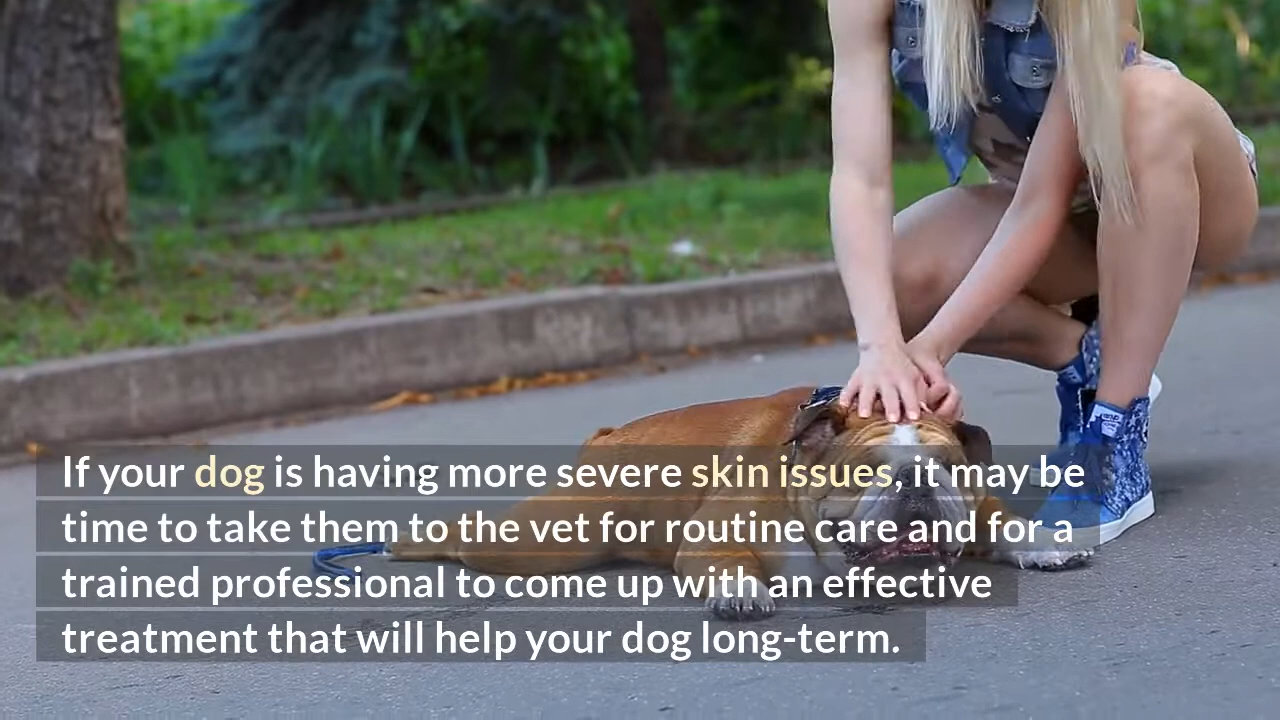 If your dog is having more severe skin issues, it may be
time to take them to the vet for routine care and for a
trained professional to come up with an effective
treatment that will help your dog long-term.